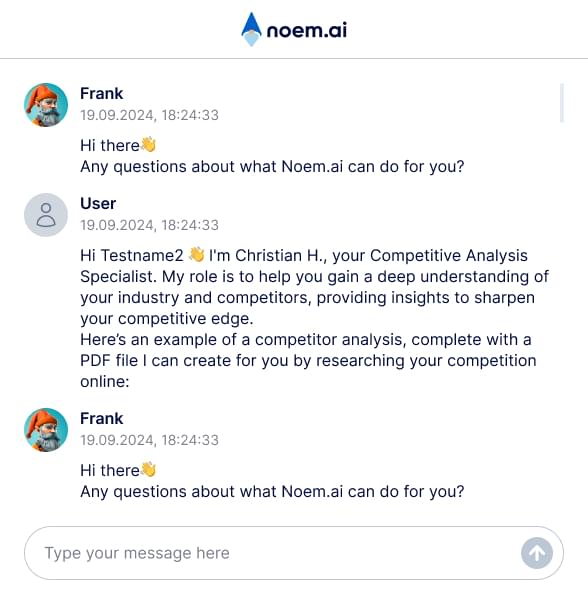 noem.ai
Frank
19.09.2024, 18:24:33
Hi there👋
Any questions about what Noem.ai can do for you?
User
19.09.2024, 18:24:33
Hi Testname2 👋 I'm Christian H., your Competitive Analysis
Specialist. My role is to help you gain a deep understanding of
your industry and competitors, providing insights to sharpen
your competitive edge.
Here’s an example of a competitor analysis, complete with a
PDF file I can create for you by researching your competition
online:
Frank
19.09.2024, 18:24:33
Hi there👋
Any questions about what Noem.ai can do for you?
Type your message here